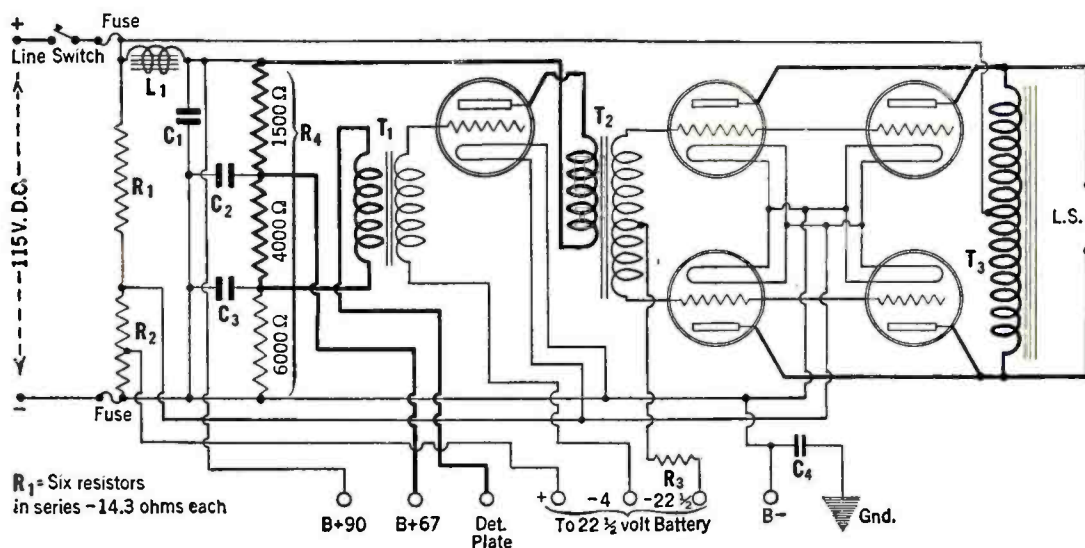 +
Fuse
Line Switch
L1
T1
T2
1500 Ω
R4
C1
R1
C2
4000 Ω
115 V. D.C.
L.S.
T3
C3
R2
6000 Ω
-
Fuse
C4
R3
R1 = Six resistors
in series - 14.3 ohms each
+ -4 -22 ½
B+90 B+67 Det. Plate To 22 ½ volt Battery B- Gnd.